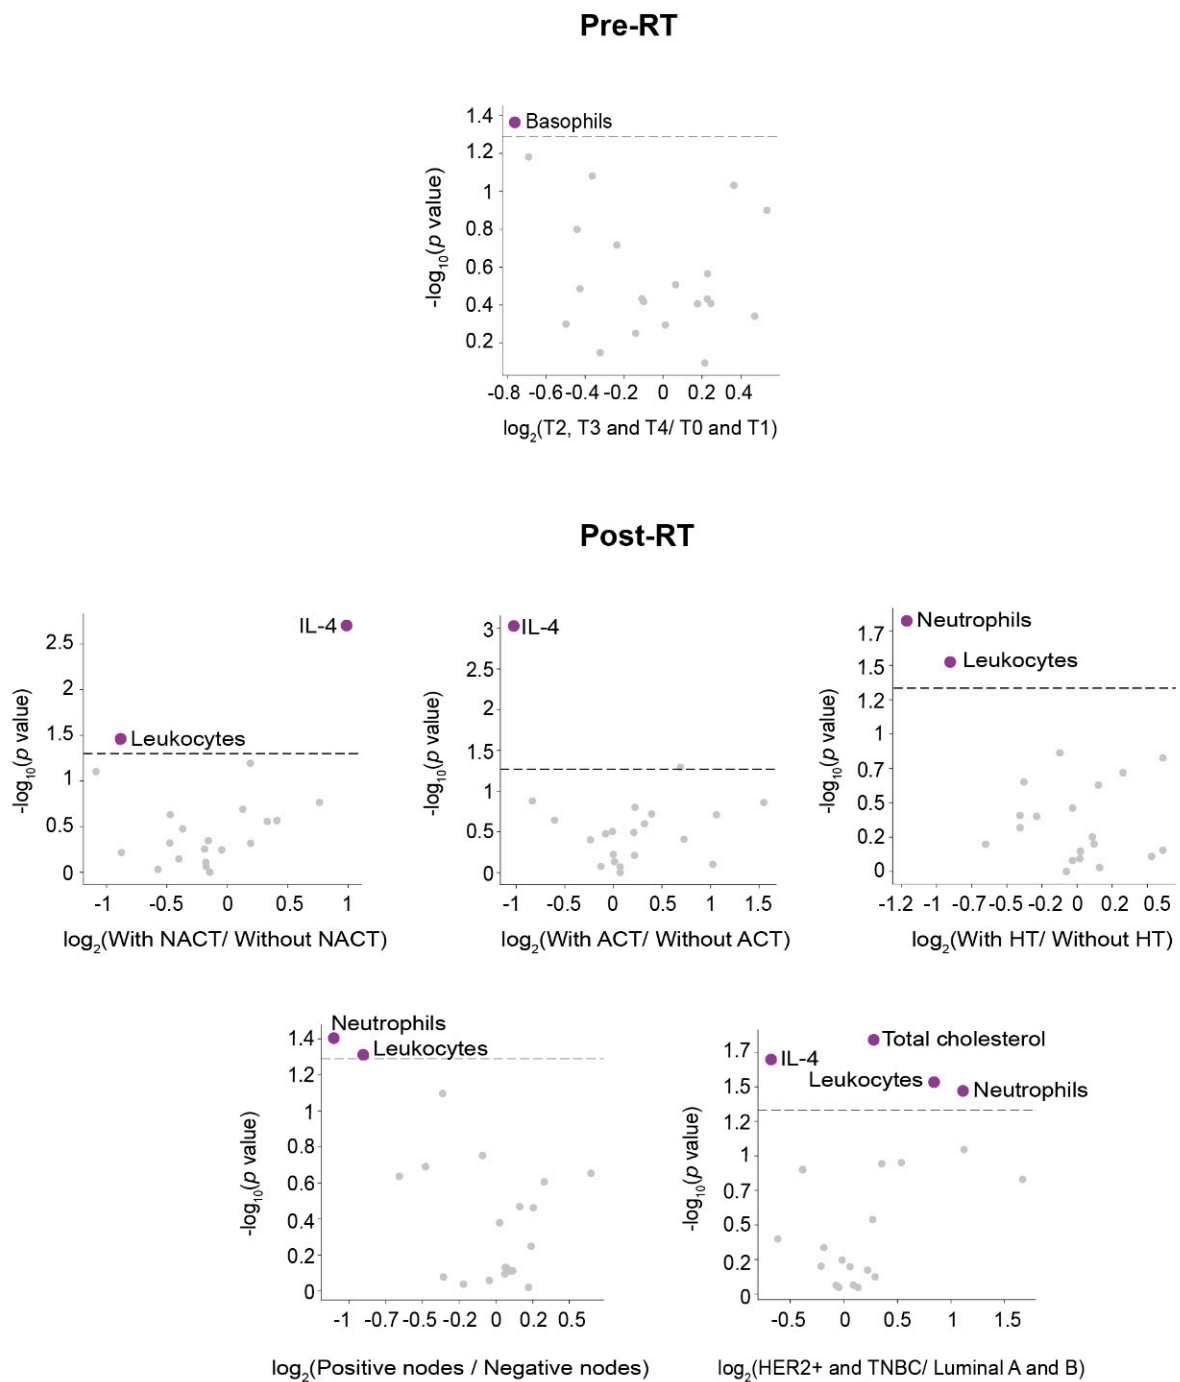 Pre-RT
1.4
Basophils
1.2
1
0.8
0.6
0.4
0.2
-log10(p value)
-0.8 -0.6 -0.4 -0.2 0 0.2 0.4
log2(T2, T3 and T4/ T0 and T1)
Post-RT
IL-4
2.5
2
1.5
Leukocytes
1
0.5
0
-log10(p value)
-1 -0.5 0 0.5 1
log2(With NACT/ Without NACT)
3
IL-4
2.5
2
1.5
1
0.5
0
-log10(p value)
-1 -0.5 0 0.5 1 1.5
log2(With ACT/ Without ACT)
Neutrophils
1.7
Leukocytes
1.5
1.2
1
0.7
0.5
0.2
0
-log10(p value)
-1.2 -1 -0.7 -0.5 -0.2 0 0.2 0.5
log2(With HT/ Without HT)
Neutrophils
1.4
Leukocytes
1.2
1
0.8
0.6
0.4
0.2
0
-log10(p value)
-1 -0.7 -0.5 -0.2 0 0.2 0.5
log2(Positive nodes / Negative nodes)
Total cholesterol
1.7
IL-4
Leukocytes
1.5
Neutrophils
1.2
1
0.7
0.5
0.2
0
-log10(p value)
-0.5 0 0.5 1 1.5
log2(HER2+ and TNBC/ Luminal A and B)